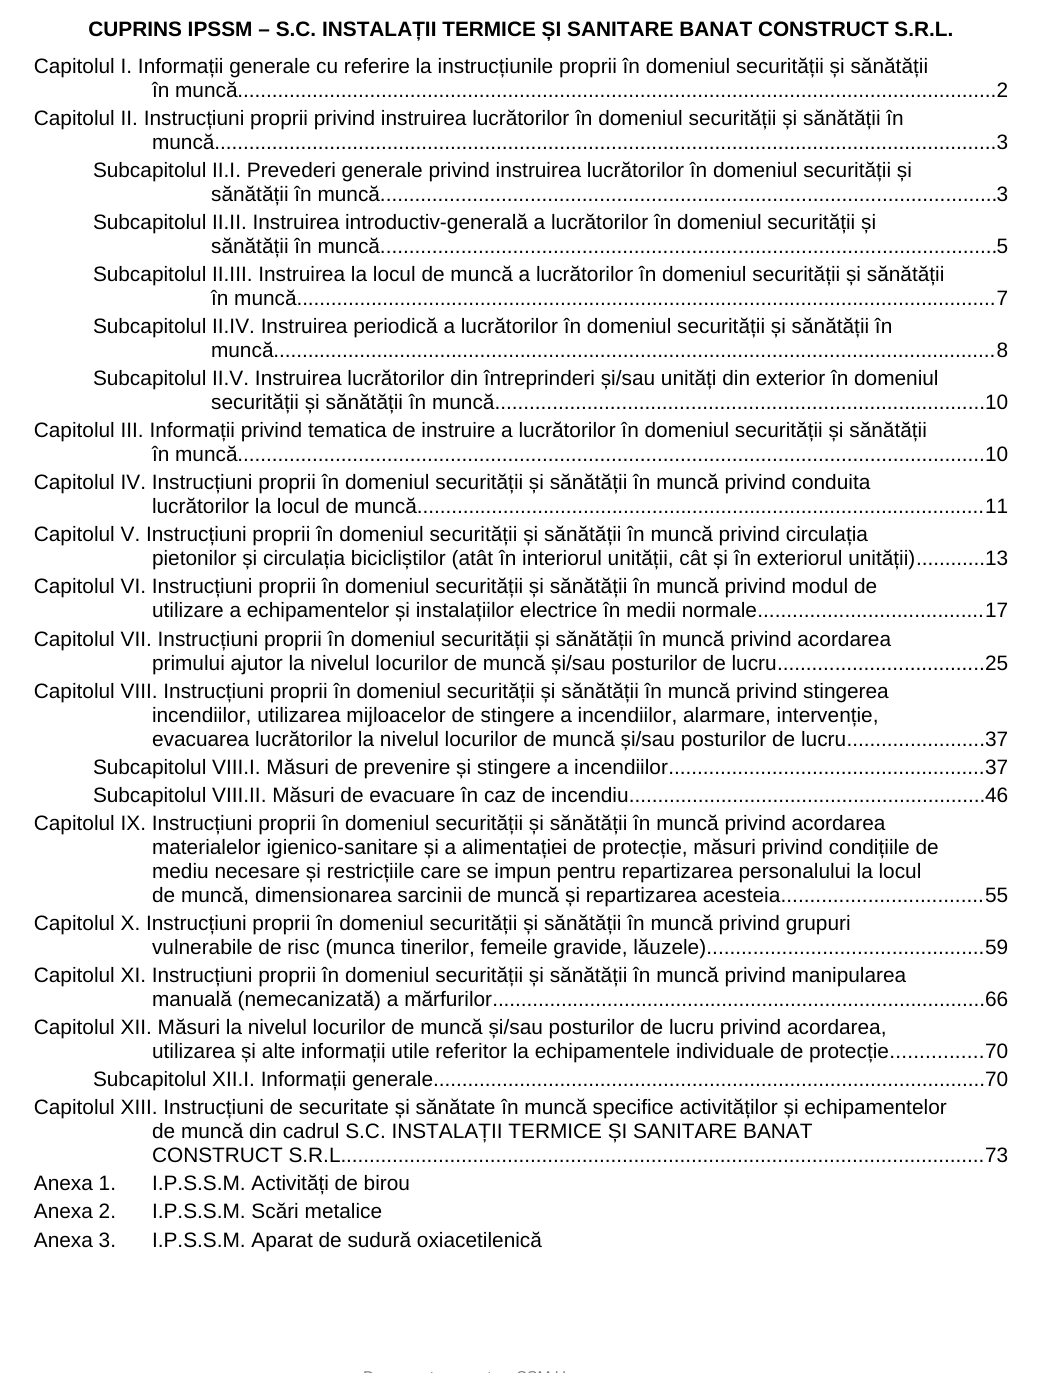 CUPRINS IPSSM – S.C. INSTALAȚII TERMICE ȘI SANITARE BANAT CONSTRUCT S.R.L.
Capitolul I. Informații generale cu referire la instrucțiunile proprii în domeniul securității și sănătății
în muncă....................................................................................................................................2
Capitolul II. Instrucțiuni proprii privind instruirea lucrătorilor în domeniul securității și sănătății în
muncă........................................................................................................................................3
Subcapitolul II.I. Prevederi generale privind instruirea lucrătorilor în domeniul securității și
sănătății în muncă...........................................................................................................3
Subcapitolul II.II. Instruirea introductiv-generală a lucrătorilor în domeniul securității și
sănătății în muncă...........................................................................................................5
Subcapitolul II.III. Instruirea la locul de muncă a lucrătorilor în domeniul securității și sănătății
în muncă.........................................................................................................................7
Subcapitolul II.IV. Instruirea periodică a lucrătorilor în domeniul securității și sănătății în
muncă.............................................................................................................................8
Subcapitolul II.V. Instruirea lucrătorilor din întreprinderi și/sau unități din exterior în domeniul
securității și sănătății în muncă.....................................................................................10
Capitolul III. Informații privind tematica de instruire a lucrătorilor în domeniul securității și sănătății
în muncă..................................................................................................................................10
Capitolul IV. Instrucțiuni proprii în domeniul securității și sănătății în muncă privind conduita
lucrătorilor la locul de muncă...................................................................................................11
Capitolul V. Instrucțiuni proprii în domeniul securității și sănătății în muncă privind circulația
pietonilor și circulația bicicliștilor (atât în interiorul unității, cât și în exteriorul unității)............13
Capitolul VI. Instrucțiuni proprii în domeniul securității și sănătății în muncă privind modul de
utilizare a echipamentelor și instalațiilor electrice în medii normale.......................................17
Capitolul VII. Instrucțiuni proprii în domeniul securității și sănătății în muncă privind acordarea
primului ajutor la nivelul locurilor de muncă și/sau posturilor de lucru....................................25
Capitolul VIII. Instrucțiuni proprii în domeniul securității și sănătății în muncă privind stingerea
incendiilor, utilizarea mijloacelor de stingere a incendiilor, alarmare, intervenție,
evacuarea lucrătorilor la nivelul locurilor de muncă și/sau posturilor de lucru........................37
Subcapitolul VIII.I. Măsuri de prevenire și stingere a incendiilor.......................................................37
Subcapitolul VIII.II. Măsuri de evacuare în caz de incendiu..............................................................46
Capitolul IX. Instrucțiuni proprii în domeniul securității și sănătății în muncă privind acordarea
materialelor igienico-sanitare și a alimentației de protecție, măsuri privind condițiile de
mediu necesare și restricțiile care se impun pentru repartizarea personalului la locul
de muncă, dimensionarea sarcinii de muncă și repartizarea acesteia...................................55
Capitolul X. Instrucțiuni proprii în domeniul securității și sănătății în muncă privind grupuri
vulnerabile de risc (munca tinerilor, femeile gravide, lăuzele)................................................59
Capitolul XI. Instrucțiuni proprii în domeniul securității și sănătății în muncă privind manipularea
manuală (nemecanizată) a mărfurilor.....................................................................................66
Capitolul XII. Măsuri la nivelul locurilor de muncă și/sau posturilor de lucru privind acordarea,
utilizarea și alte informații utile referitor la echipamentele individuale de protecție................70
Subcapitolul XII.I. Informații generale................................................................................................70
Capitolul XIII. Instrucțiuni de securitate și sănătate în muncă specifice activităților și echipamentelor
de muncă din cadrul S.C. INSTALAȚII TERMICE ȘI SANITARE BANAT
CONSTRUCT S.R.L................................................................................................................73
Anexa 1. I.P.S.S.M. Activități de birou
Anexa 2. I.P.S.S.M. Scări metalice
Anexa 3. I.P.S.S.M. Aparat de sudură oxiacetilenică